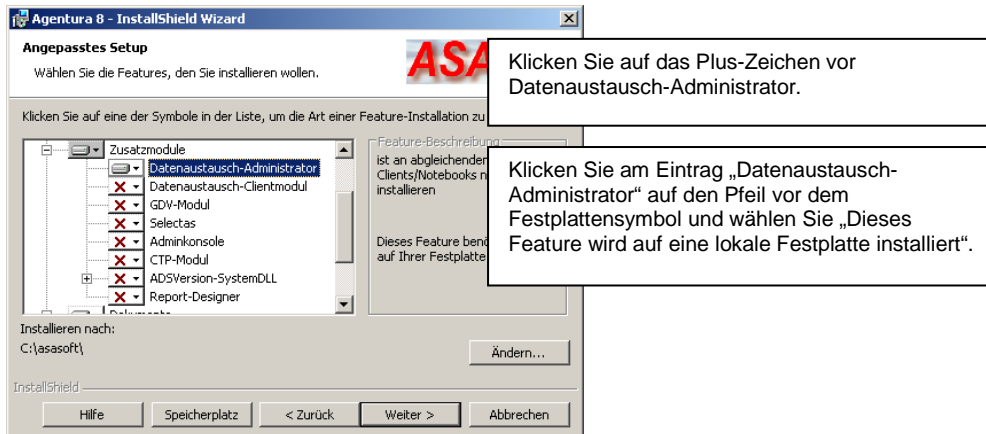 Agentura 8 - InstallShield Wizard
Angepasstes Setup
Wählen Sie die Features, den Sie installieren wollen.
Klicken Sie auf eine der Symbole in der Liste, um die Art einer Feature-Installation zu
Zusatzmodule
Datenaustausch-Administrator
Datenaustausch-Clientmodul
GDV-Modul
Selectas
Adminkonsole
CTP-Modul
ADSVersion-SystemDLL
Report-Designer
Feature-Beschreibung
ist an abgleichenden
Clients/Notebooks
installieren
Dieses Feature
auf Ihrer Festplatte
Installieren nach:
C:\asasoft\
Ändern...
InstallShield
Hilfe
Speicherplatz
< Zurück
Weiter >
Abbrechen
Klicken Sie auf das Plus-Zeichen vor
Datenaustausch-Administrator.
Klicken Sie am Eintrag „Datenaustausch-
Administrator“ auf den Pfeil vor dem
Festplattensymbol und wählen Sie „Dieses
Feature wird auf eine lokale Festplatte installiert“.